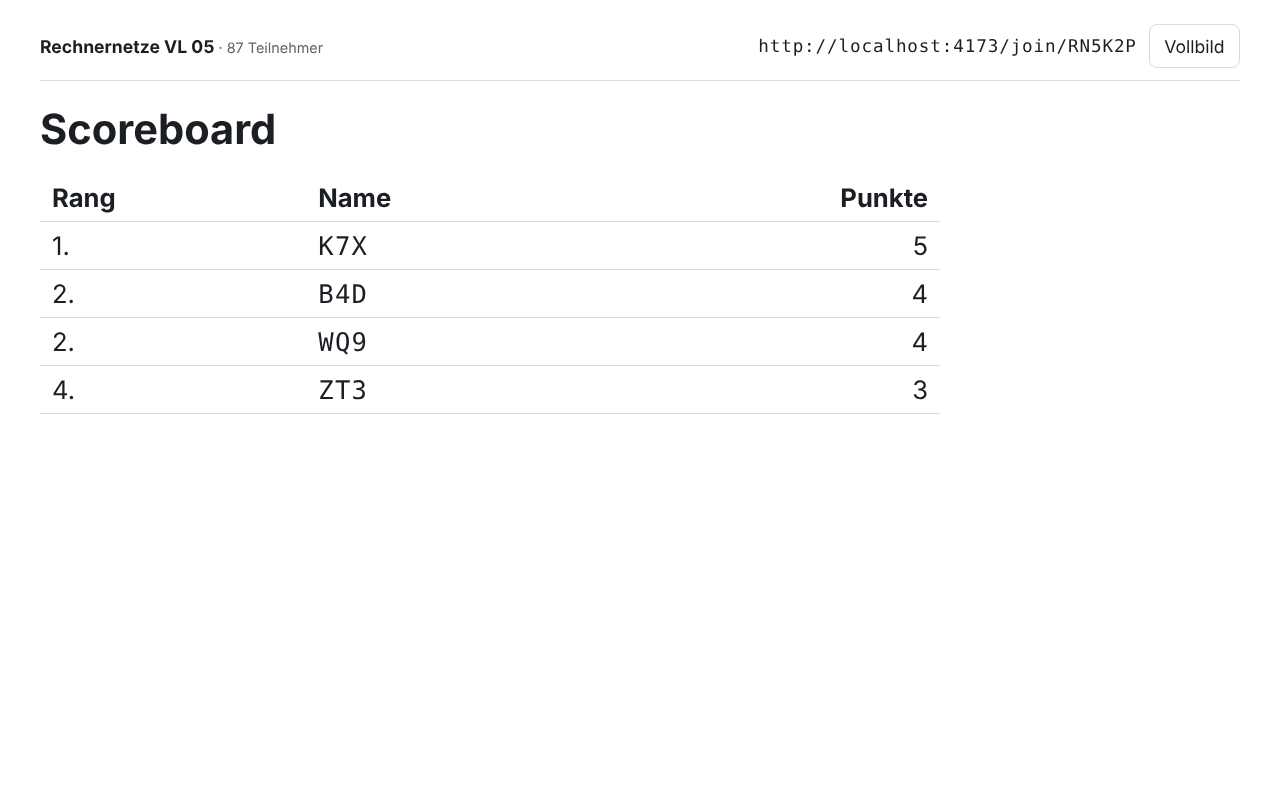 Rechnernetze VL 05 · 87 Teilnehmer http://localhost:4173/join/RN5K2P Vollbild
Scoreboard
Rang Name Punkte
1. K7X 5
2. B4D 4
2. WQ9 4
4. ZT3 3